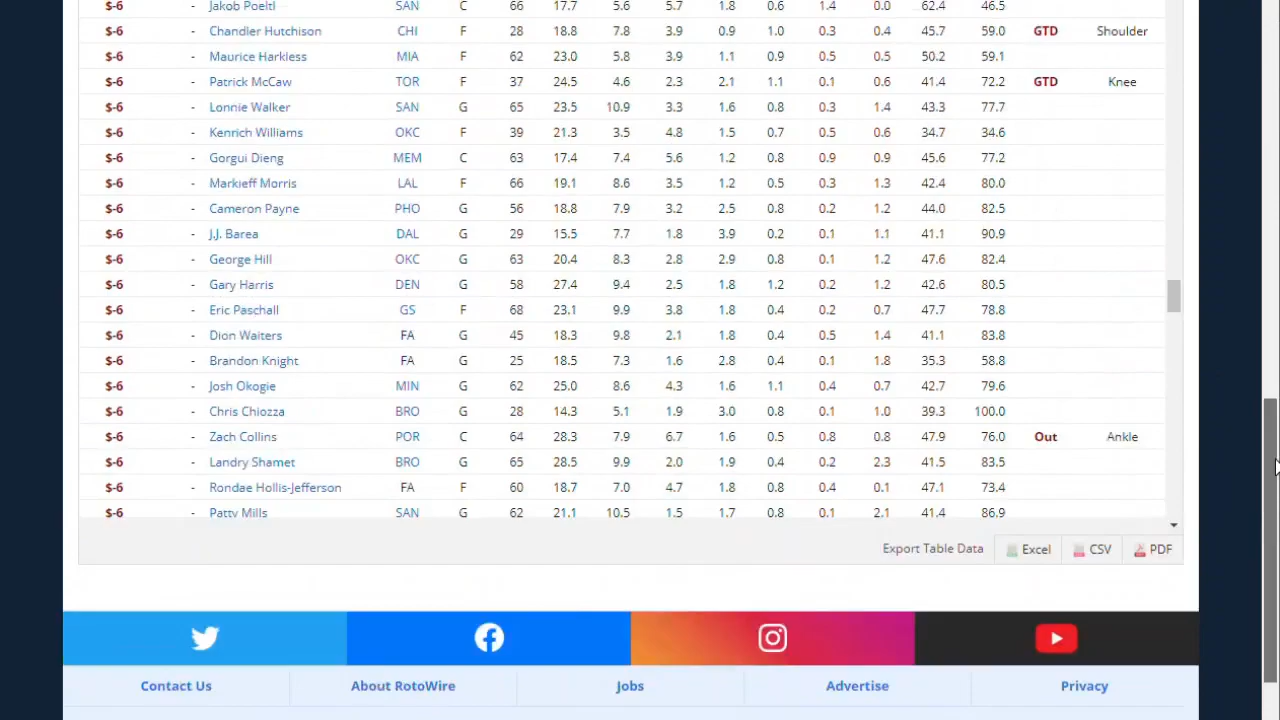 $-6 - Jakob Poeltl SAN C 66 17.7 5.6 5.7 1.8 0.6 1.4 0.0 62.4 46.5
$-6 - Chandler Hutchison CHI F 28 18.8 7.8 3.9 0.9 1.0 0.3 0.4 45.7 59.0 GTD Shoulder
$-6 - Maurice Harkless MIA F 62 23.0 5.8 3.9 1.1 0.9 0.5 0.5 50.2 59.1
$-6 - Patrick McCaw TOR F 37 24.5 4.6 2.3 2.1 1.1 0.1 0.6 41.4 72.2 GTD Knee
$-6 - Lonnie Walker SAN G 65 23.5 10.9 3.3 1.6 0.8 0.3 1.4 43.3 77.7
$-6 - Kenrich Williams OKC F 39 21.3 3.5 4.8 1.5 0.7 0.5 0.6 34.7 34.6
$-6 - Gorgui Dieng MEM C 63 17.4 7.4 5.6 1.2 0.8 0.9 0.9 45.6 77.2
$-6 - Markieff Morris LAL F 66 19.1 8.6 3.5 1.2 0.5 0.3 1.3 42.4 80.0
$-6 - Cameron Payne PHO G 56 18.8 7.9 3.2 2.5 0.8 0.2 1.2 44.0 82.5
$-6 - J.J. Barea DAL G 29 15.5 7.7 1.8 3.9 0.2 0.1 1.1 41.1 90.9
$-6 - George Hill OKC G 63 20.4 8.3 2.8 2.9 0.8 0.1 1.2 47.6 82.4
$-6 - Gary Harris DEN G 58 27.4 9.4 2.5 1.8 1.2 0.2 1.2 42.6 80.5
$-6 - Eric Paschall GS F 68 23.1 9.9 3.8 1.8 0.4 0.2 0.7 47.7 78.8
$-6 - Dion Waiters FA G 45 18.3 9.8 2.1 1.8 0.4 0.5 1.4 41.1 83.8
$-6 - Brandon Knight FA G 25 18.5 7.3 1.6 2.8 0.4 0.1 1.8 35.3 58.8
$-6 - Josh Okogie MIN G 62 25.0 8.6 4.3 1.6 1.1 0.4 0.7 42.7 79.6
$-6 - Chris Chiozza BRO G 28 14.3 5.1 1.9 3.0 0.8 0.1 1.0 39.3 100.0
$-6 - Zach Collins POR C 64 28.3 7.9 6.7 1.6 0.5 0.8 0.8 47.9 76.0 Out Ankle
$-6 - Landry Shamet BRO G 65 28.5 9.9 2.0 1.9 0.4 0.2 2.3 41.5 83.5
$-6 - Rondae Hollis-Jefferson FA F 60 18.7 7.0 4.7 1.8 0.8 0.4 0.1 47.1 73.4
$-6 - Patty Mills SAN G 62 21.1 10.5 1.5 1.7 0.8 0.1 2.1 41.4 86.9
Export Table Data Excel CSV PDF
Contact Us About RotoWire Jobs Advertise Privacy